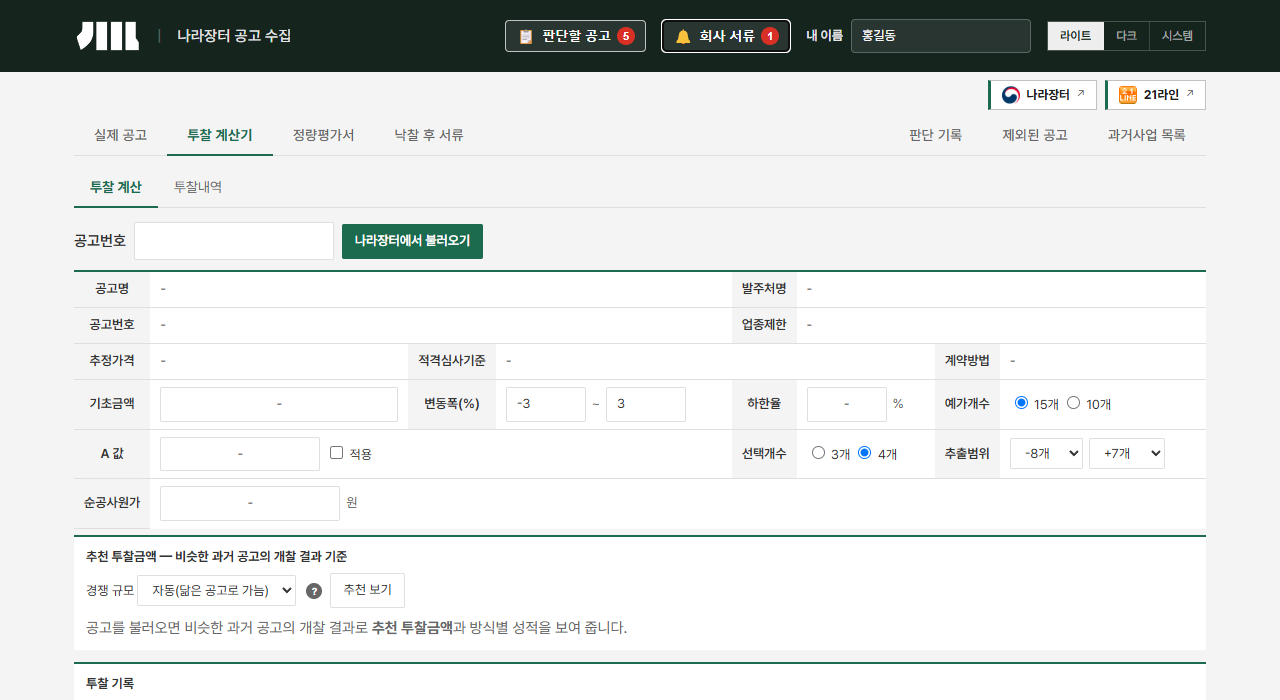 나라장터 공고 수집
판단할 공고 5
회사 서류 1
내 이름 홍길동
라이트 다크 시스템
나라장터 ↗ 21라인 ↗
실제 공고 투찰 계산기 정량평가서 낙찰 후 서류 판단 기록 제외된 공고 과거사업 목록
투찰 계산 투찰내역
공고번호 나라장터에서 불러오기
공고명 - 발주처명 -
공고번호 - 업종제한 -
추정가격 - 적격심사기준 - 계약방법 -
기초금액 - 변동폭(%) -3 ~ 3 하한율 - % 예가개수 15개 10개
A 값 - 적용 선택개수 3개 4개 추출범위 -8개 +7개
순공사원가 - 원
추천 투찰금액 — 비슷한 과거 공고의 개찰 결과 기준
경쟁 규모 자동(닮은 공고로 가늠) ? 추천 보기
공고를 불러오면 비슷한 과거 공고의 개찰 결과로 추천 투찰금액과 방식별 성적을 보여 줍니다.
투찰 기록